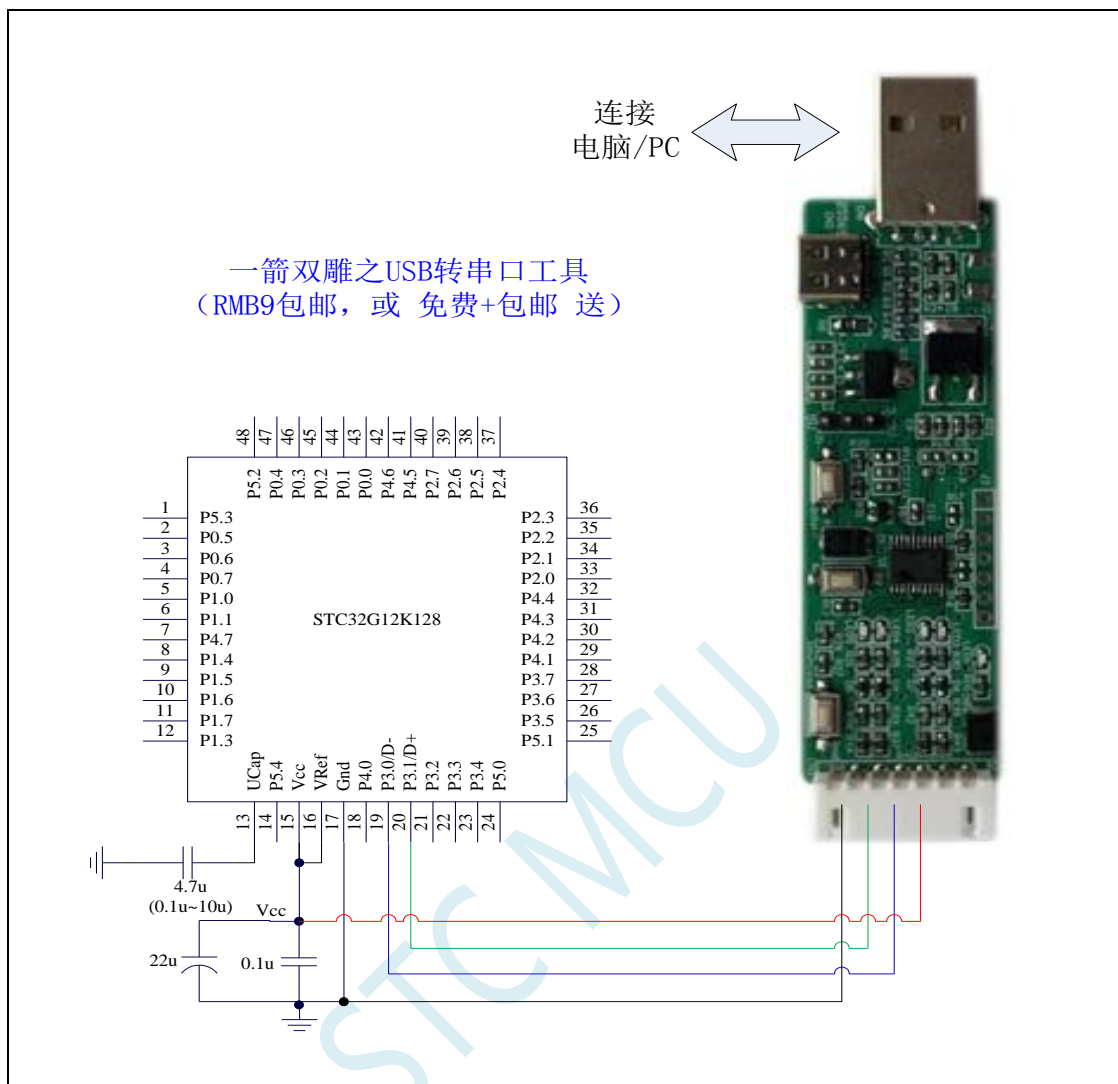 连接
电脑/PC
一箭双雕之USB转串口工具
（RMB9包邮，或 免费+包邮 送）
48 47 46 45 44 43 42 41 40 39 38 37
P5.2 P0.4 P0.3 P0.2 P0.1 P0.0 P4.6 P4.5 P2.7 P2.6 P2.5 P2.4
1 P5.3
2 P0.5
3 P0.6
4 P0.7
5 P1.0
6 P1.1
7 P4.7
8 P1.4
9 P1.5
10 P1.6
11 P1.7
12 P1.3
STC32G12K128
P2.3 36
P2.2 35
P2.1 34
P2.0 33
P4.4 32
P4.3 31
P4.2 30
P4.1 29
P3.7 28
P3.6 27
P3.5 26
P5.1 25
UCap P5.4 Vcc VRef Gnd P4.0 P3.0/D- P3.1/D+ P3.2 P3.3 P3.4 P5.0
13 14 15 16 17 18 19 20 21 22 23 24
4.7u
(0.1u~10u)
Vcc
22u
0.1u
STC MCU